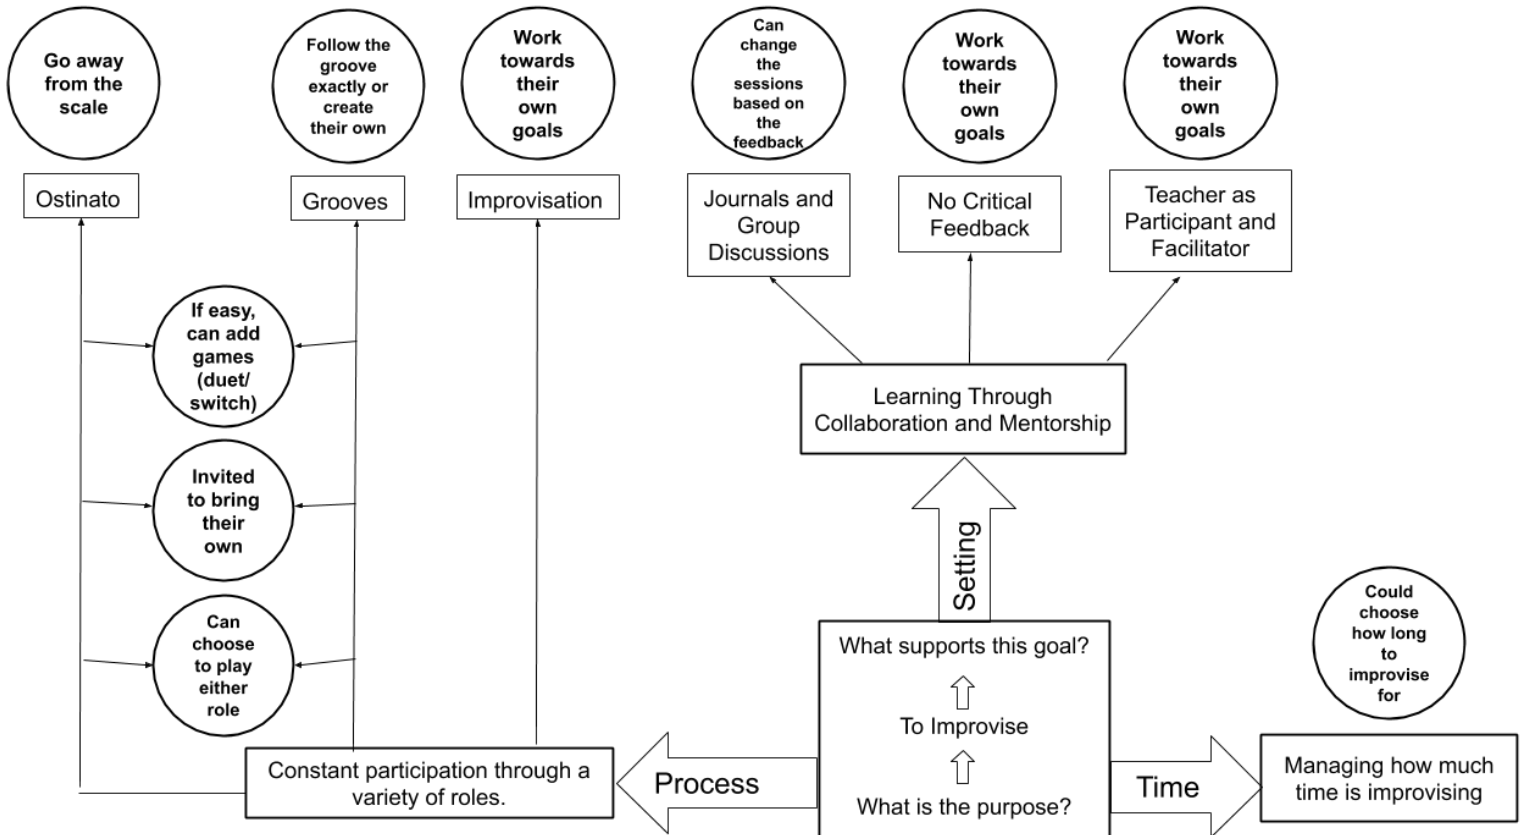 Go away
from the
scale
Follow the
groove
exactly or
create
their own
Work
towards
their
own
goals
Can
change
the
sessions
based on
the
feedback
Work
towards
their
own
goals
Work
towards
their
own
goals
Ostinato
Grooves
Improvisation
Journals and
Group
Discussions
No Critical
Feedback
Teacher as
Participant and
Facilitator
If easy,
can add
games
(duet/
switch)
Invited
to bring
their
own
Can
choose
to play
either
role
Learning Through
Collaboration and Mentorship
Setting
What supports this goal?
To Improvise
What is the purpose?
Process
Constant participation through a
variety of roles.
Time
Could
choose
how long
to
improvise
for
Managing how much
time is improvising